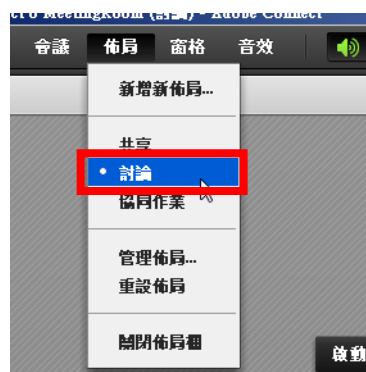 MeetingRoom (討論) - Adobe Connect
會議 佈局 窗格 音效
新增新佈局...
共享
討論
協同作業
管理佈局...
重設佈局
關閉佈局欄
啟動